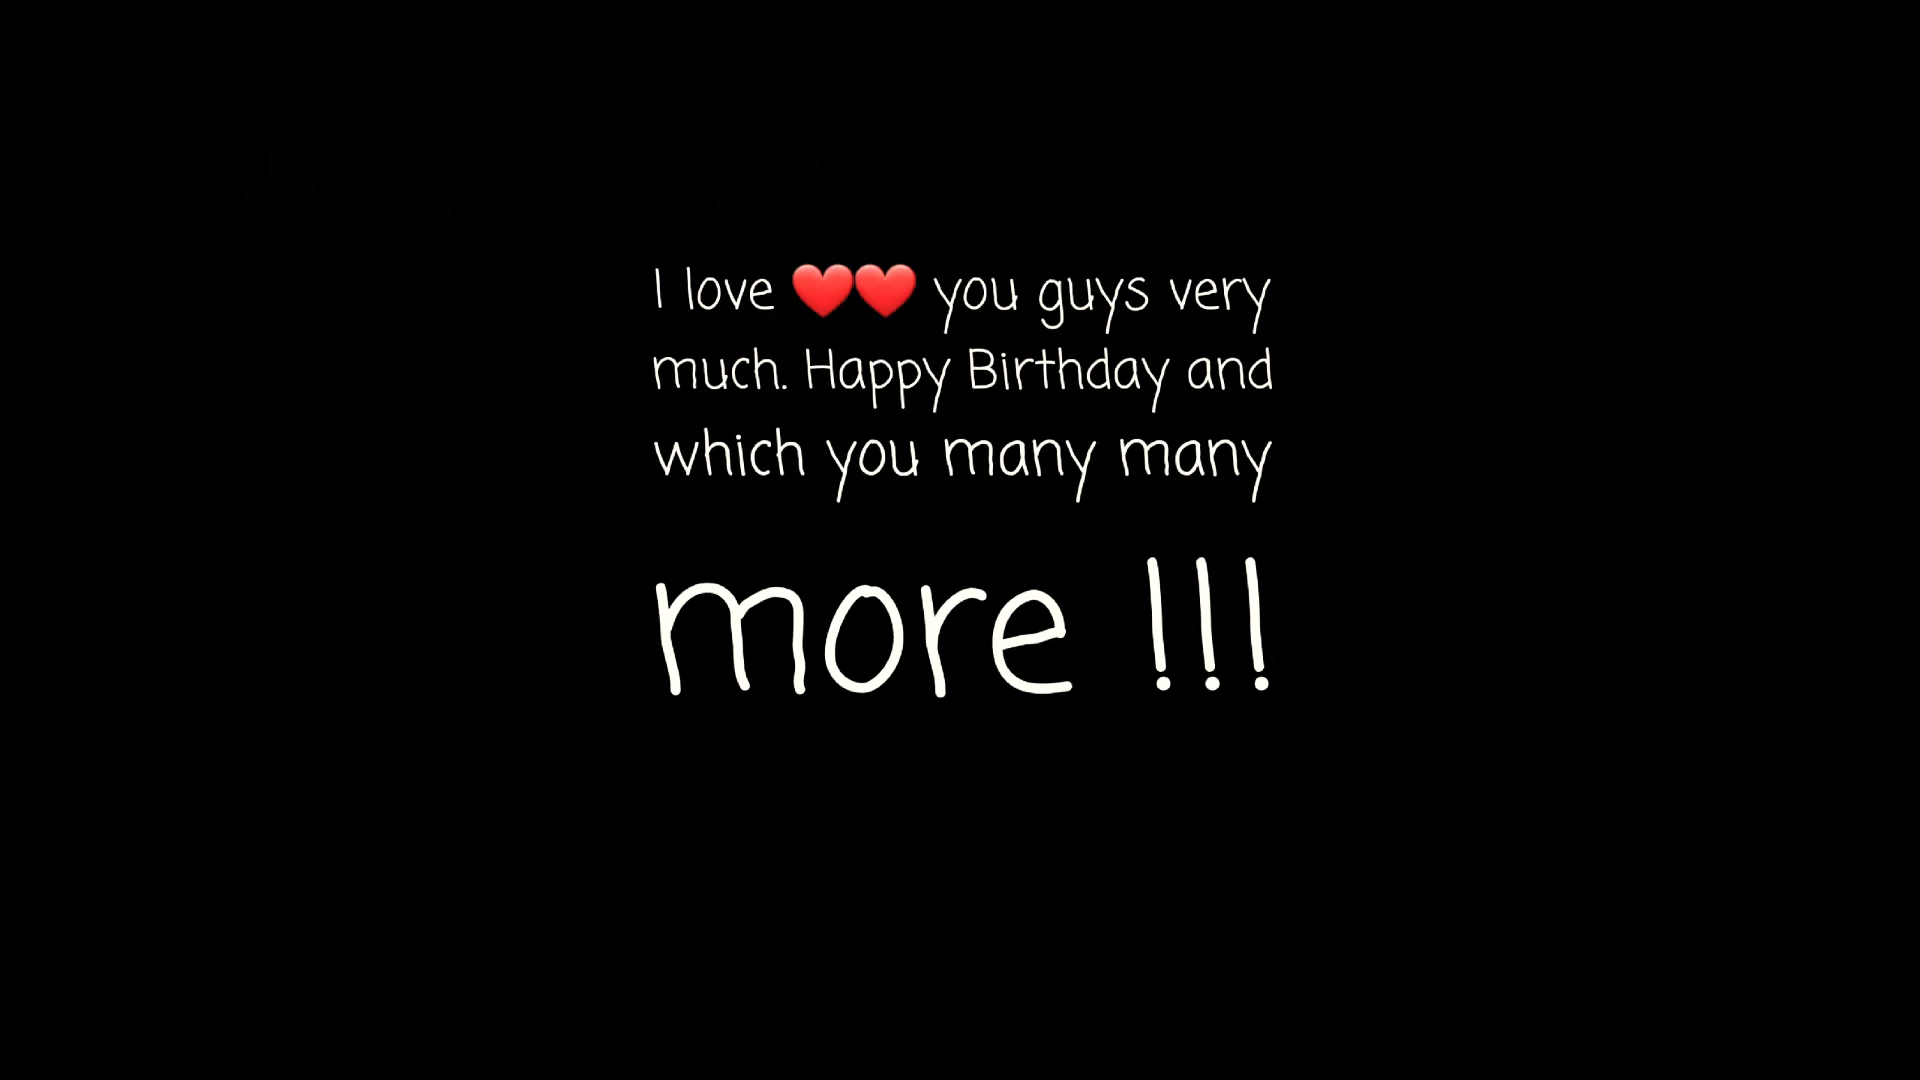 I love ❤️❤️ you guys very
much. Happy Birthday and
which you many many
more !!!